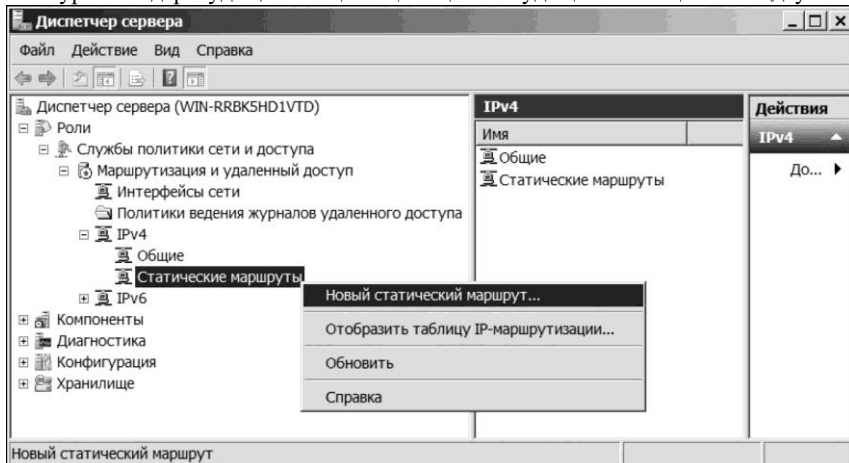 Диспетчер сервера
Файл Действие Вид Справка
Диспетчер сервера (WIN-RRBK5HD1VTD)
Роли
Службы политики сети и доступа
Маршрутизация и удаленный доступ
Интерфейсы сети
Политики ведения журналов удаленного доступа
IPv4
Общие
Статические маршруты
IPv6
Компоненты
Диагностика
Конфигурация
Хранилище
IPv4
Имя
Общие
Статические маршруты
Новый статический маршрут...
Отобразить таблицу IP-маршрутизации...
Обновить
Справка
Действия
IPv4
До...
Новый статический маршрут